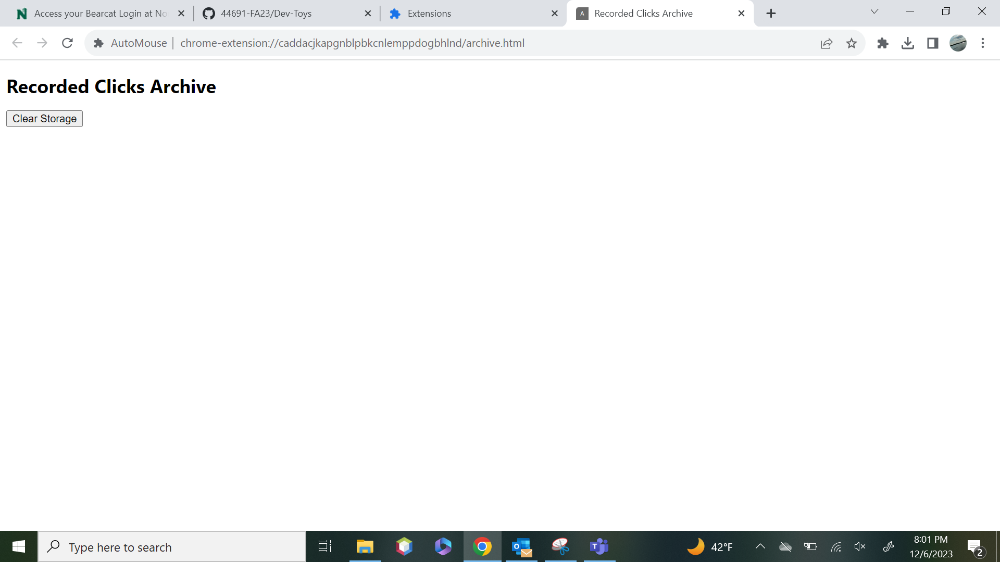 Access your Bearcat Login at No
44691-FA23/Dev-Toys
Extensions
A
Recorded Clicks Archive
AutoMouse
chrome-extension://caddacjkapgnblpbkcnlemppdogbhlnd/archive.html
Recorded Clicks Archive
Clear Storage
Type here to search
42°F
8:01 PM
12/6/2023
2